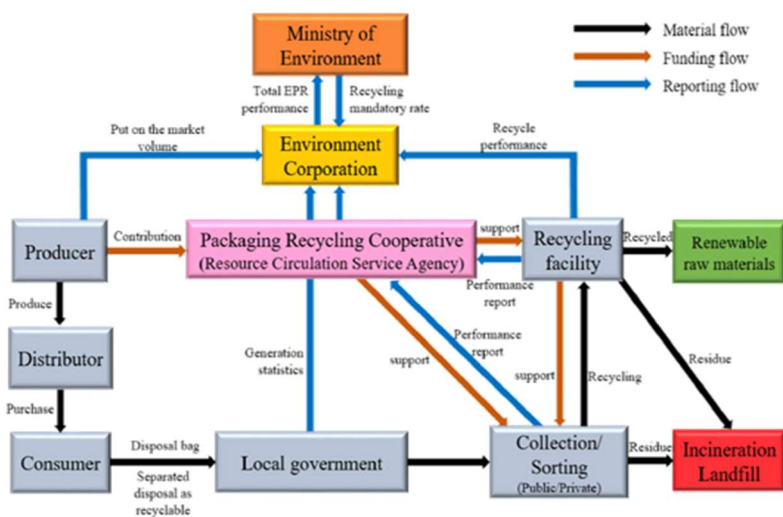 Ministry of
Environment
Material flow
Funding flow
Reporting flow
Total EPR
performance
Recycling
mandatory rate
Put on the market
volume
Environment
Corporation
Recycle
performance
Producer
Contribution
Packaging Recycling Cooperative
(Resource Circulation Service Agency)
support
Recycling
facility
Recycled
Renewable
raw materials
Performance
report
Produce
Distributor
Generation
statistics
support
Performance
report
support
Recycling
Residue
Purchase
Consumer
Disposal bag
Separated
disposal as
recyclable
Local government
Collection/
Sorting
(Public/Private)
Residue
Incineration
Landfill